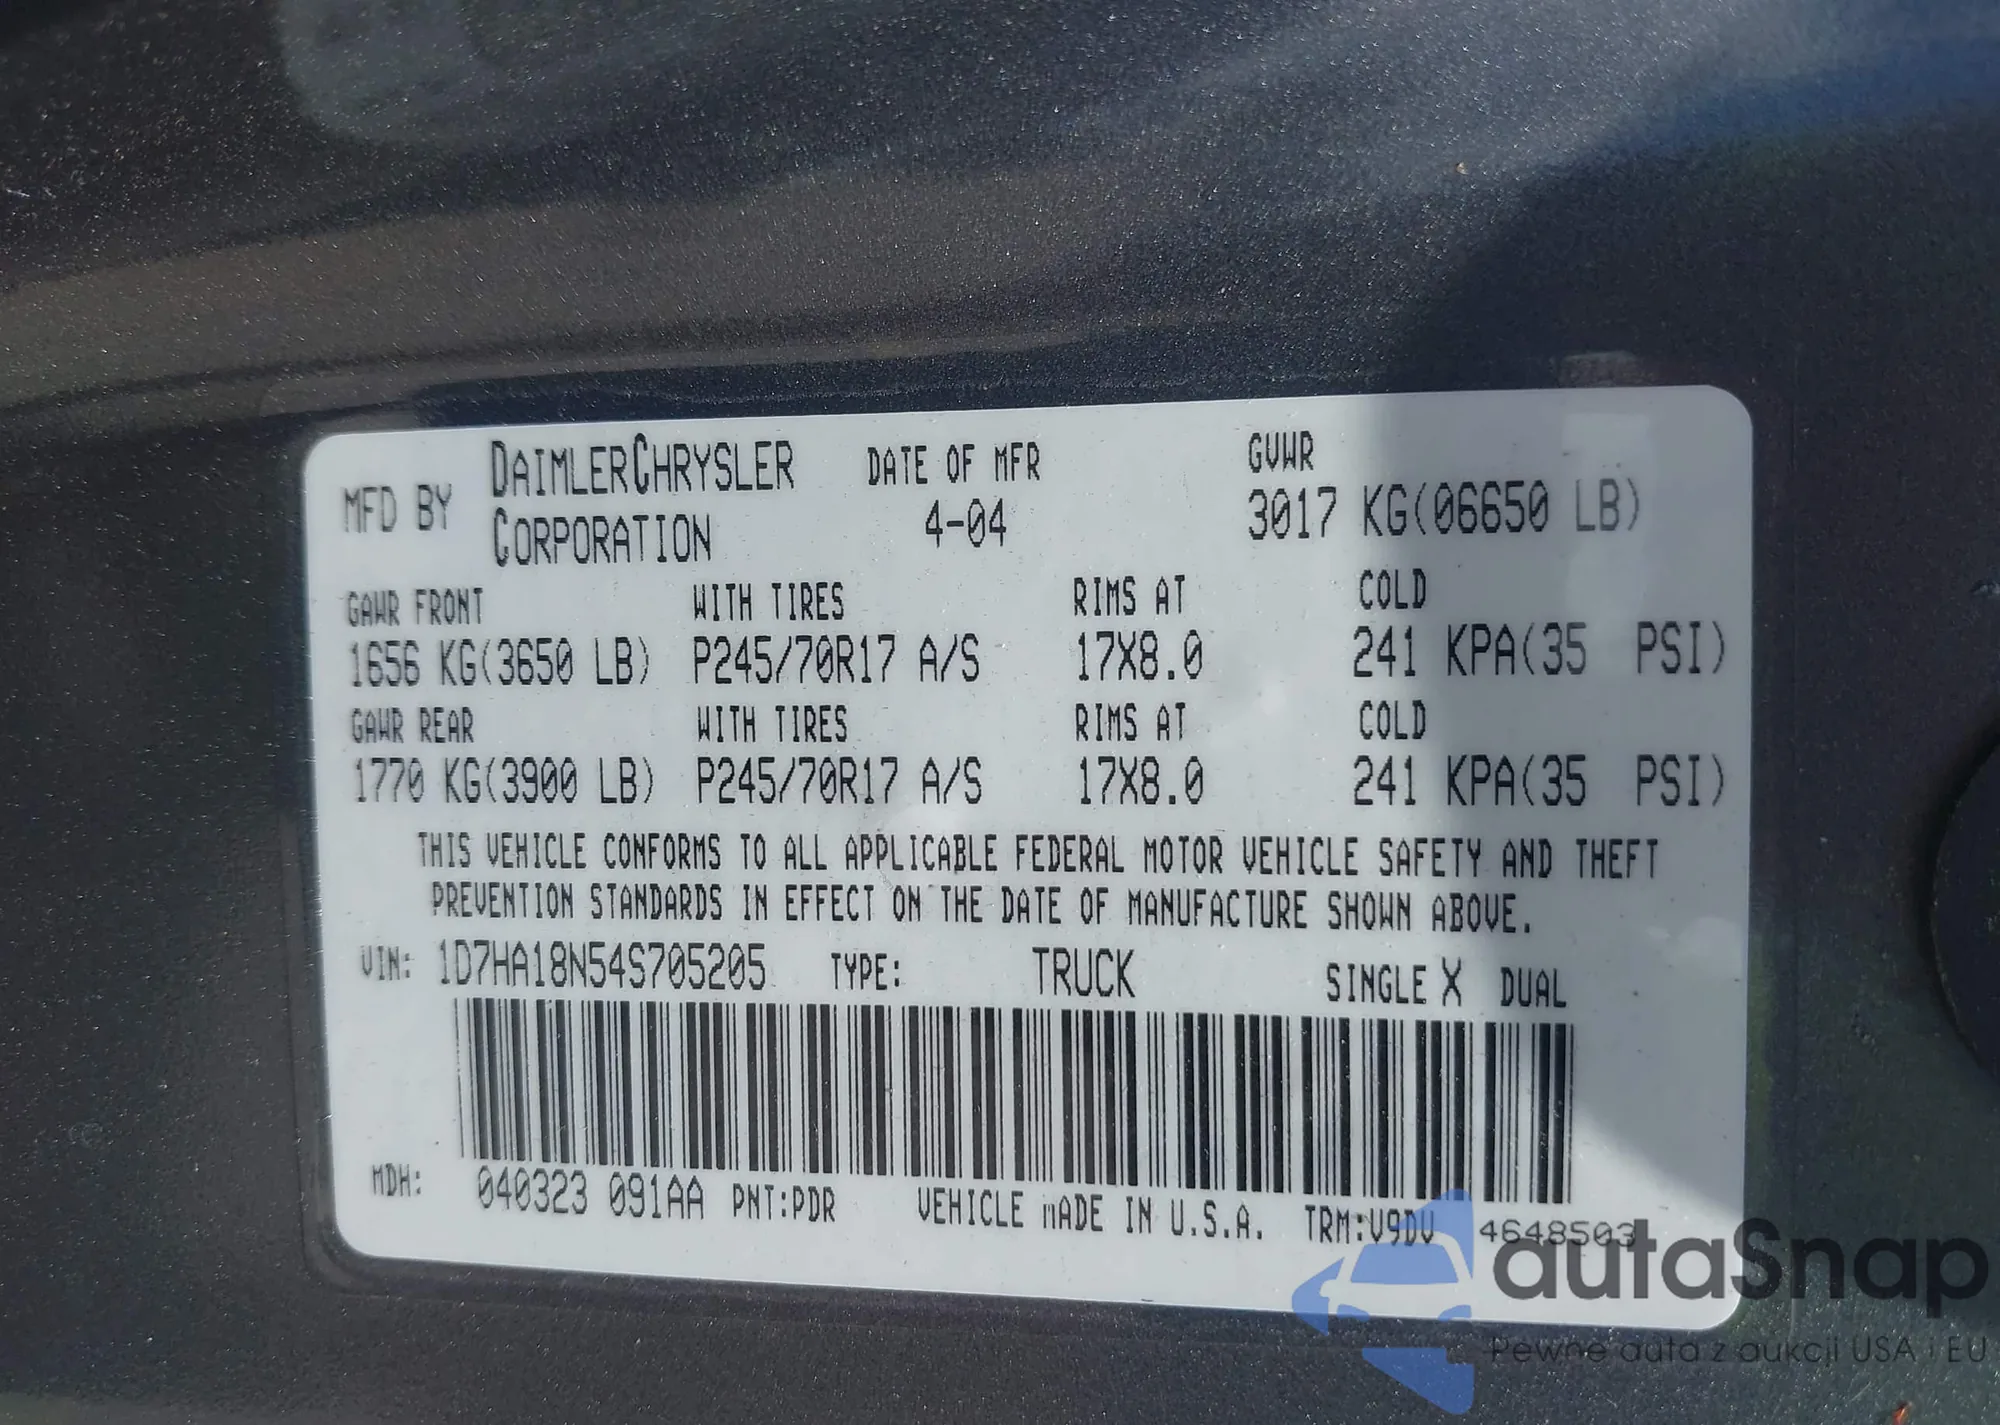 MFD BY DAIMLERCHRYSLER CORPORATION DATE OF MFR 4-04 GVWR 3017 KG(06650 LB)
GAWR FRONT WITH TIRES RIMS AT COLD
1656 KG(3650 LB) P245/70R17 A/S 17X8.0 241 KPA(35 PSI)
GAWR REAR WITH TIRES RIMS AT COLD
1770 KG(3900 LB) P245/70R17 A/S 17X8.0 241 KPA(35 PSI)
THIS VEHICLE CONFORMS TO ALL APPLICABLE FEDERAL MOTOR VEHICLE SAFETY AND THEFT
PREVENTION STANDARDS IN EFFECT ON THE DATE OF MANUFACTURE SHOWN ABOVE.
VIN: 1D7HA18N54S705205 TYPE: TRUCK SINGLE X DUAL
MDH: 040323 091AA PNT:PDR VEHICLE MADE IN U.S.A. TRM:V9DV 4648503
autaSnap
Pewne auta z aukcji USA i EU